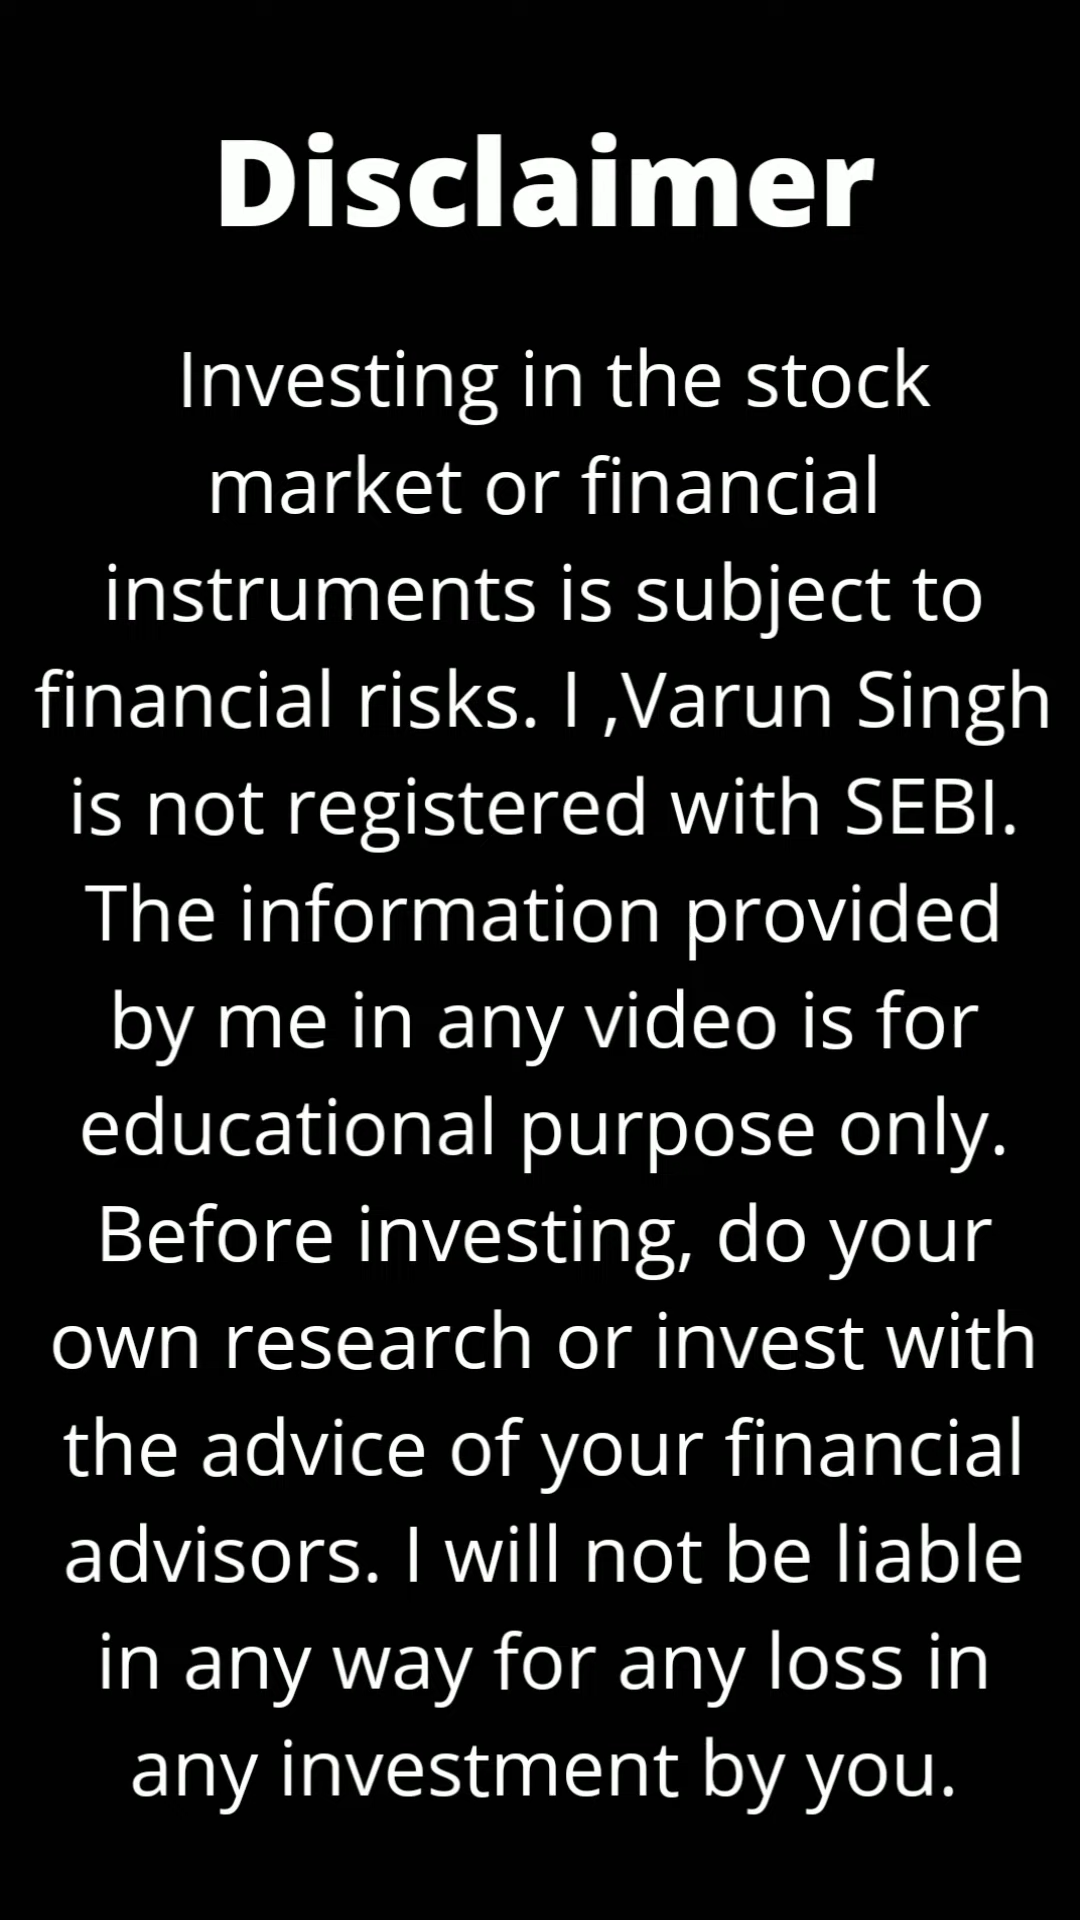 Disclaimer
Investing in the stock
market or financial
instruments is subject to
financial risks. I ,Varun Singh
is not registered with SEBI.
The information provided
by me in any video is for
educational purpose only.
Before investing, do your
own research or invest with
the advice of your financial
advisors. I will not be liable
in any way for any loss in
any investment by you.